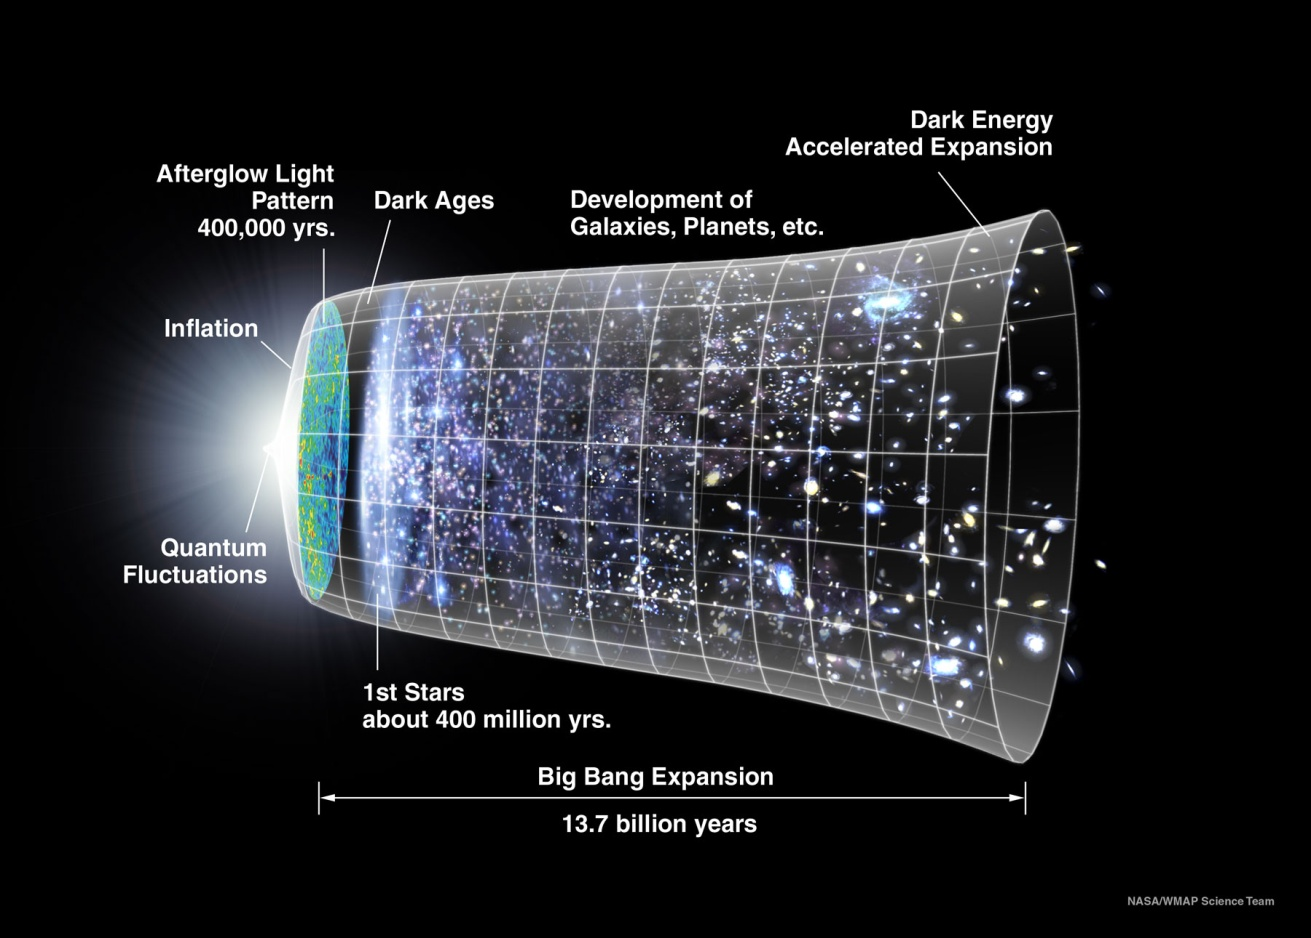 Dark Energy
Accelerated Expansion
Afterglow Light
Pattern
400,000 yrs.
Dark Ages
Development of
Galaxies, Planets, etc.
Inflation
Quantum
Fluctuations
1st Stars
about 400 million yrs.
Big Bang Expansion
13.7 billion years
NASA/WMAP Science Team